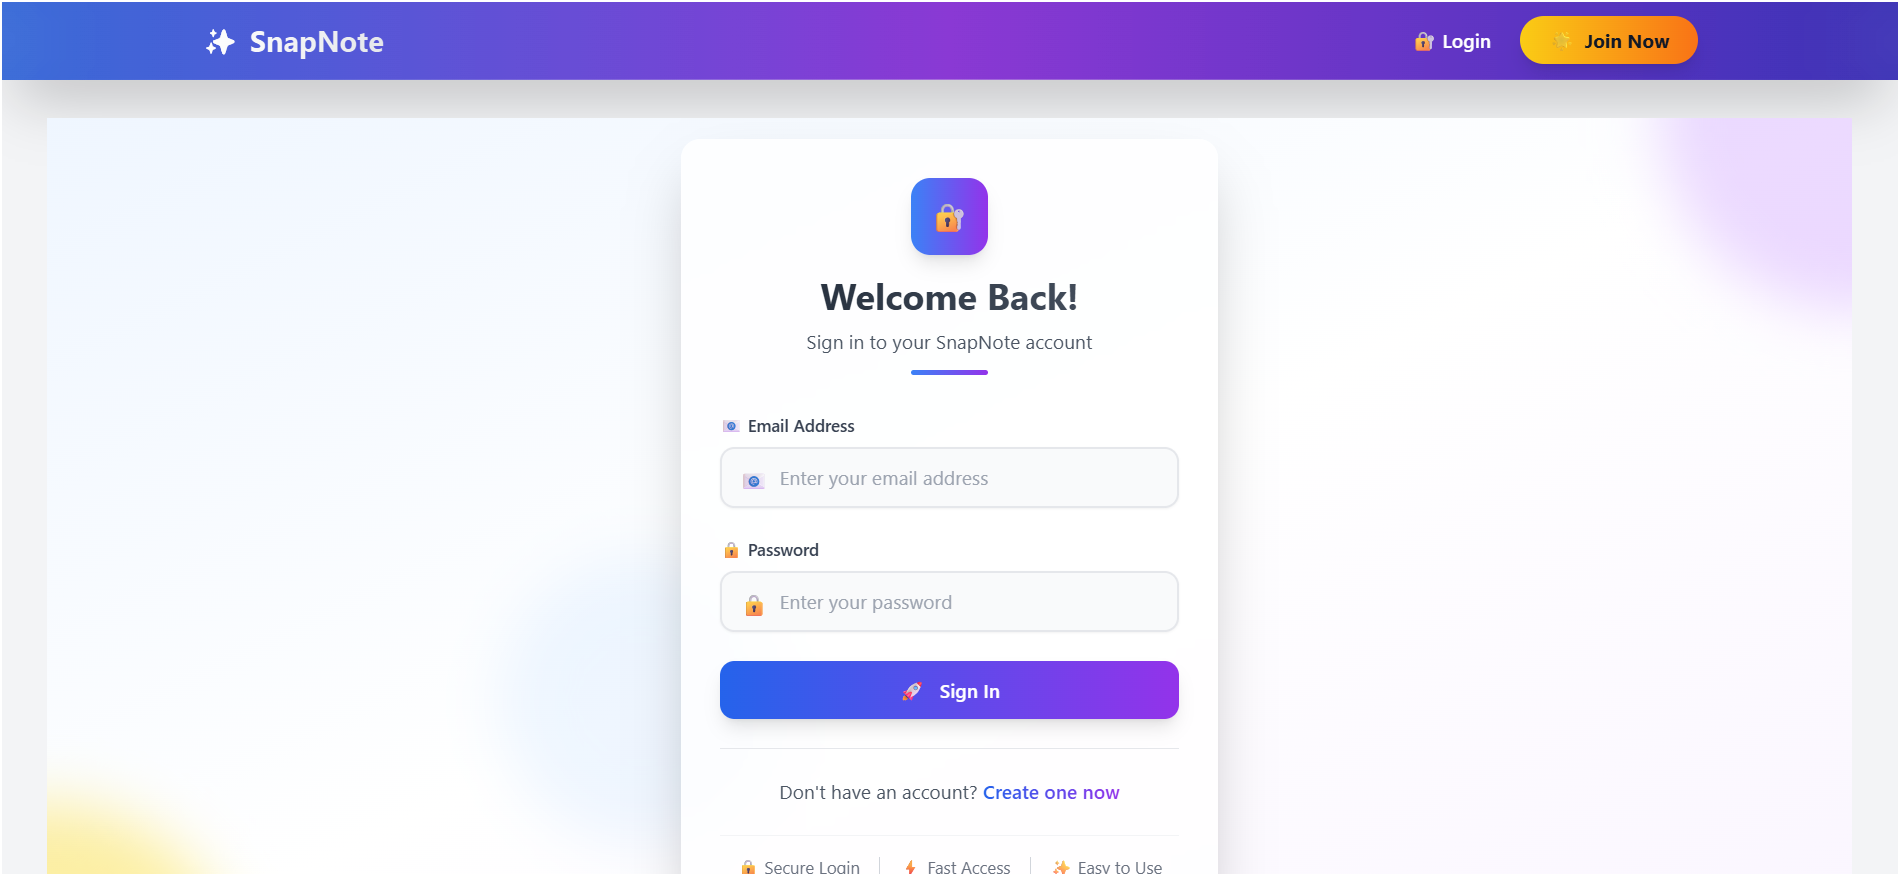 SnapNote
Login
Join Now
Welcome Back!
Sign in to your SnapNote account
Email Address
Enter your email address
Password
Enter your password
Sign In
Don't have an account? Create one now
Secure Login
Fast Access
Easy to Use